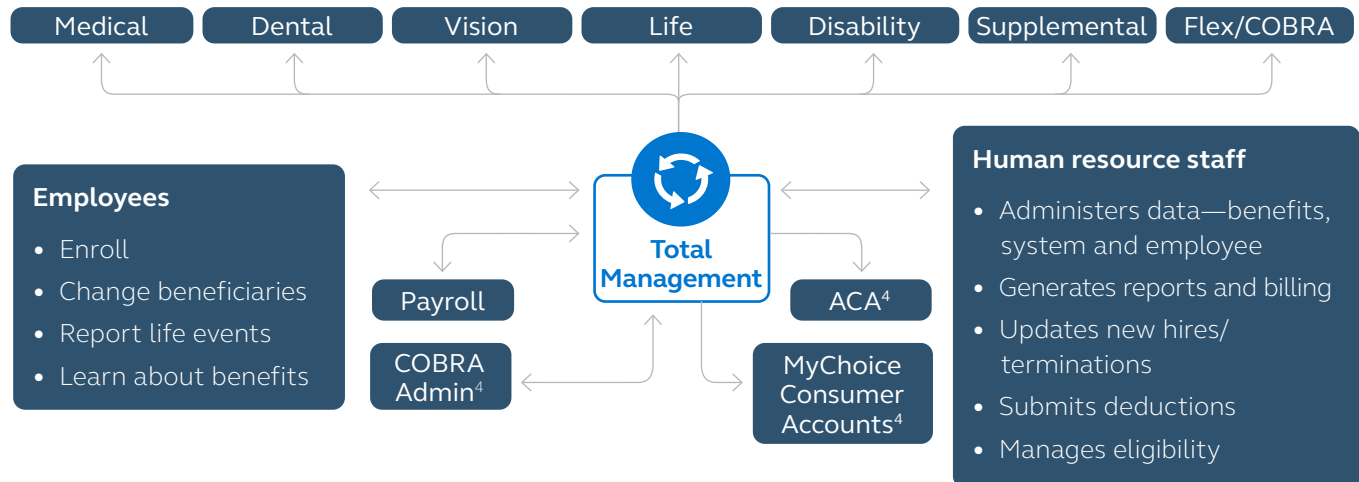 Medical
Dental
Vision
Life
Disability
Supplemental
Flex/COBRA
Employees
• Enroll
• Change beneficiaries
• Report life events
• Learn about benefits
Payroll
COBRA
Admin⁴
Total
Management
ACA⁴
MyChoice
Consumer
Accounts⁴
Human resource staff
• Administers data—benefits,
system and employee
• Generates reports and billing
• Updates new hires/
terminations
• Submits deductions
• Manages eligibility